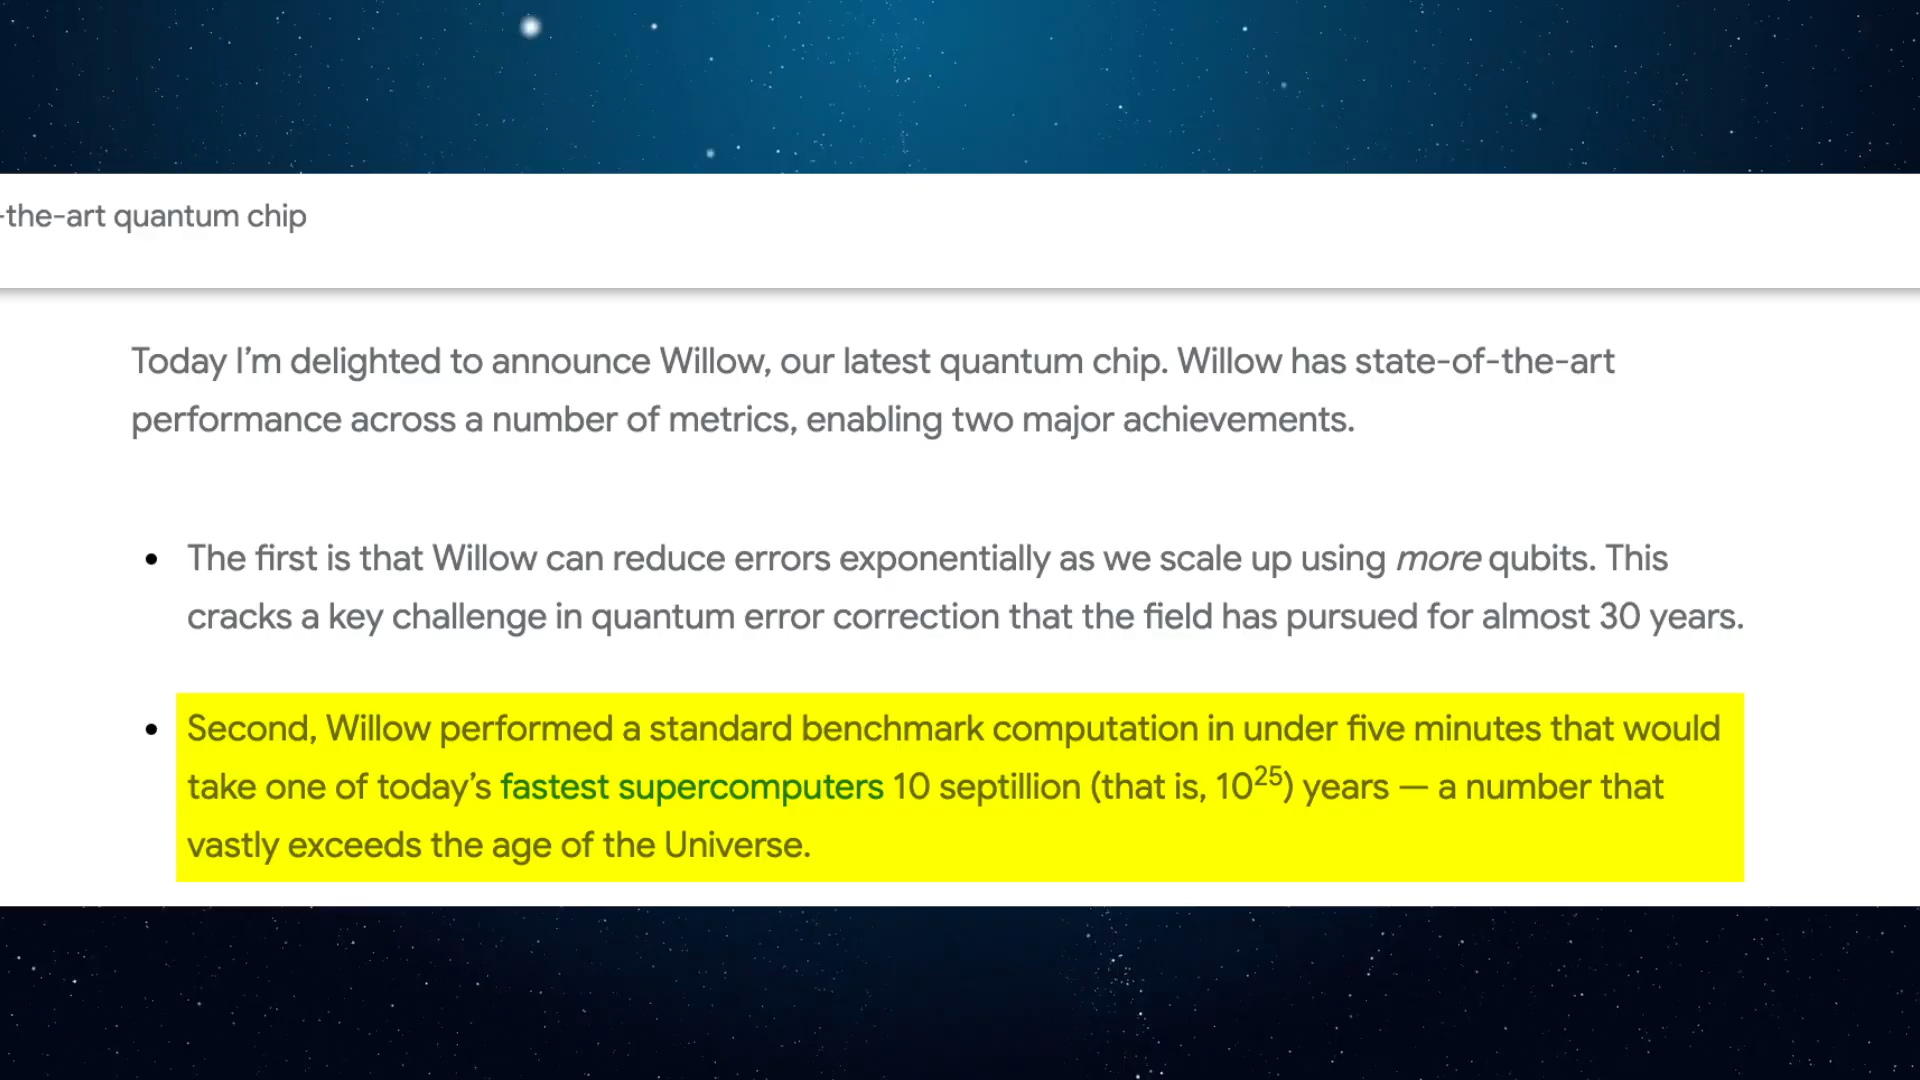 -the-art quantum chip
Today I’m delighted to announce Willow, our latest quantum chip. Willow has state-of-the-art
performance across a number of metrics, enabling two major achievements.
• The first is that Willow can reduce errors exponentially as we scale up using more qubits. This
cracks a key challenge in quantum error correction that the field has pursued for almost 30 years.
• Second, Willow performed a standard benchmark computation in under five minutes that would
take one of today’s fastest supercomputers 10 septillion (that is, 10²⁵) years — a number that
vastly exceeds the age of the Universe.